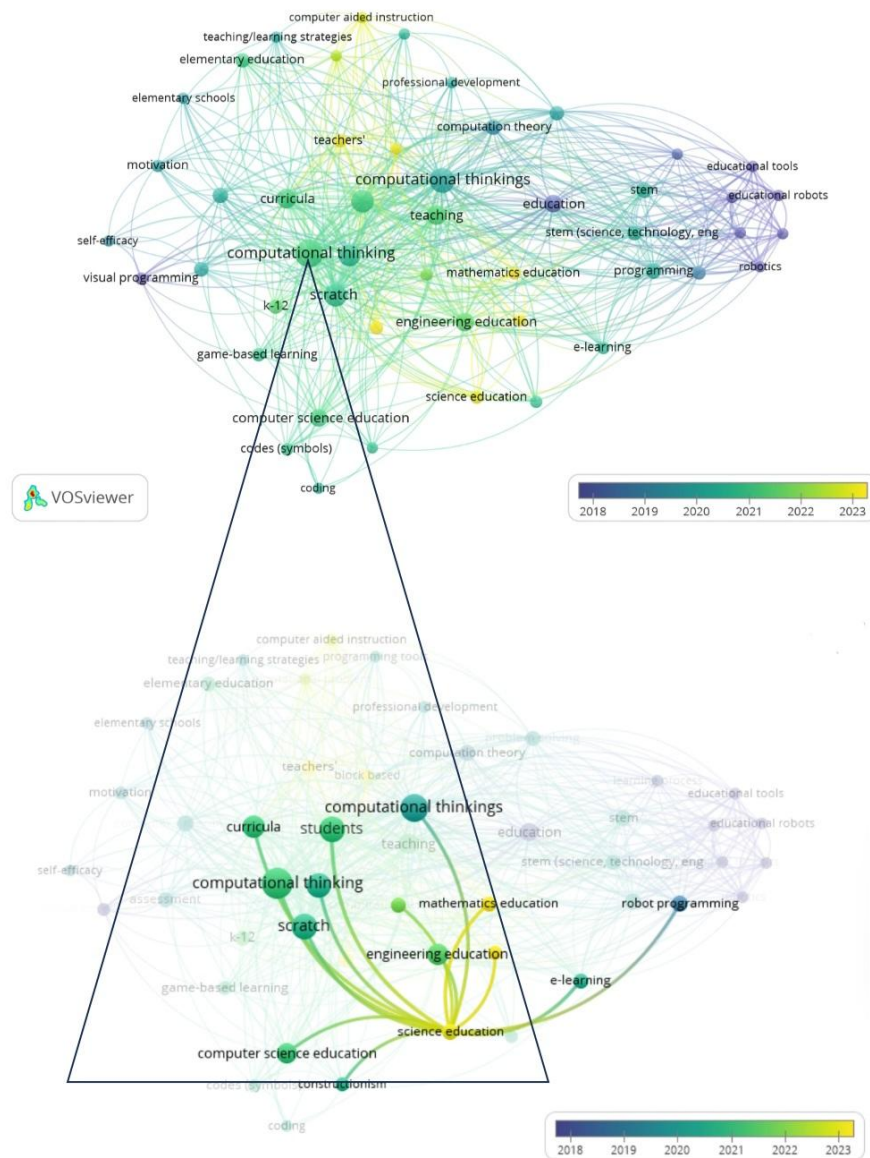 computer aided instruction
teaching/learning strategies
elementary education
professional development
elementary schools
computation theory
teachers'
motivation
educational tools
computational thinkings
stem
educational robots
curricula
education
teaching
stem (science, technology, eng
self-efficacy
computational thinking
robotics
visual programming
mathematics education
programming
scratch
k-12
engineering education
e-learning
game-based learning
science education
computer science education
codes (symbols)
coding
VOSviewer
2018 2019 2020 2021 2022 2023
computer aided instruction
teaching/learning strategies
programming tools
elementary education
professional development
elementary schools
problem solving
computation theory
teachers'
block based
learning process
motivation
educational tools
computational thinkings
stem
educational robots
curricula
students
education
teaching
stem (science, technology, eng
self-efficacy
computational thinking
assessment
mathematics education
robot programming
scratch
k-12
engineering education
e-learning
game-based learning
science education
computer science education
codes (symbols)
constructionism
coding
2018 2019 2020 2021 2022 2023